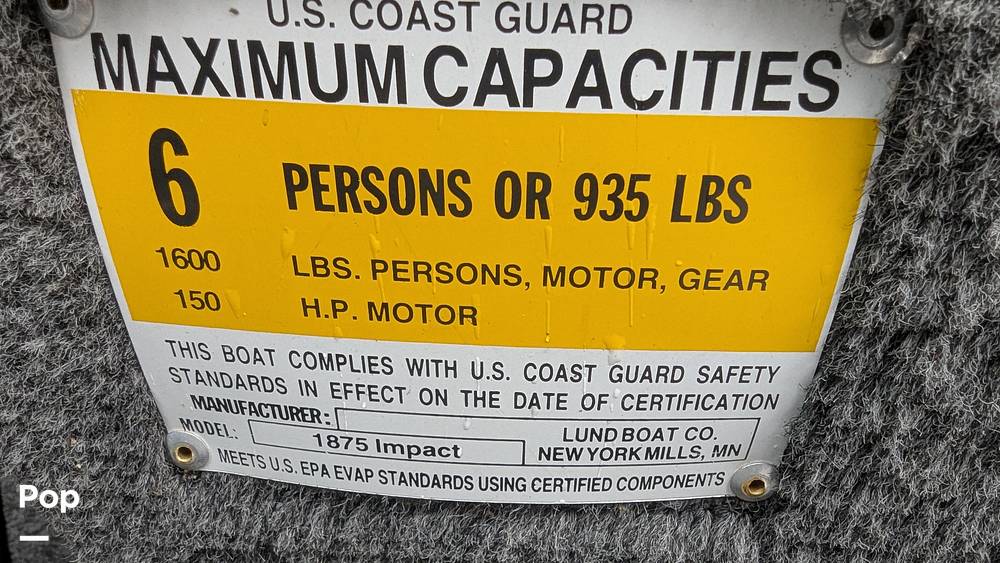 U.S. COAST GUARD
MAXIMUM CAPACITIES
6 PERSONS OR 935 LBS
1600 LBS. PERSONS, MOTOR, GEAR
150 H.P. MOTOR
THIS BOAT COMPLIES WITH U.S. COAST GUARD SAFETY
STANDARDS IN EFFECT ON THE DATE OF CERTIFICATION
MANUFACTURER:
MODEL: 1875 Impact
LUND BOAT CO.
NEW YORK MILLS, MN
MEETS U.S. EPA EVAP STANDARDS USING CERTIFIED COMPONENTS
Pop